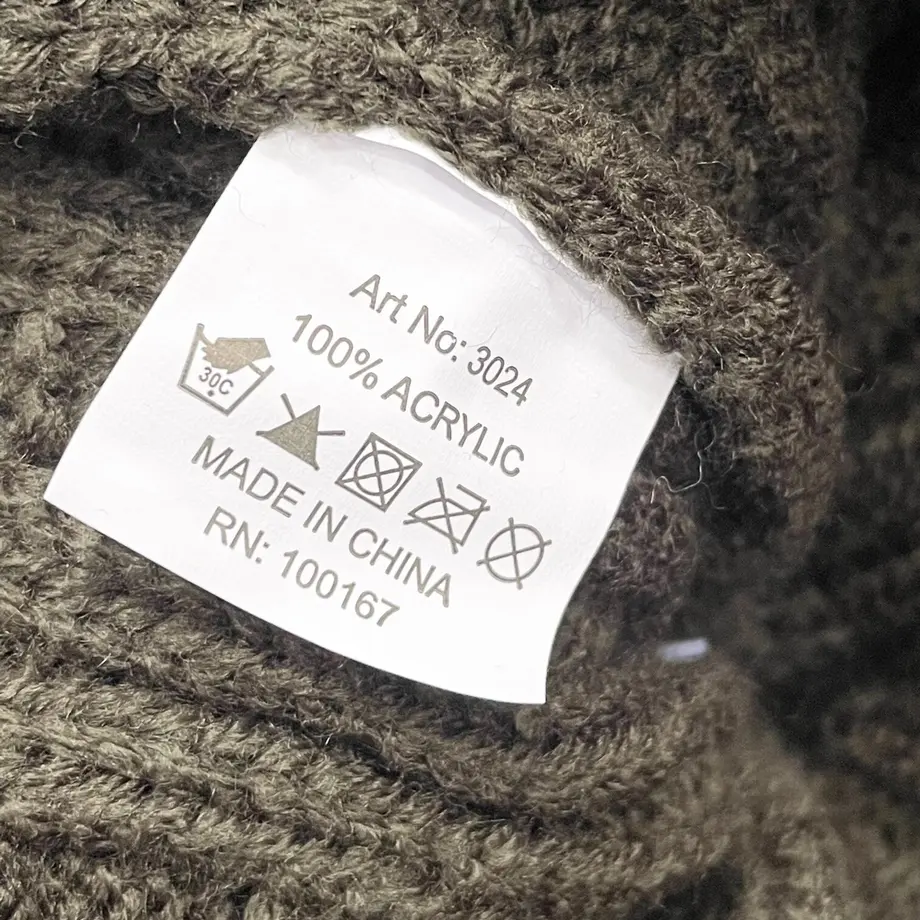 Art No: 3024
100% ACRYLIC
30C
MADE IN CHINA
RN: 100167